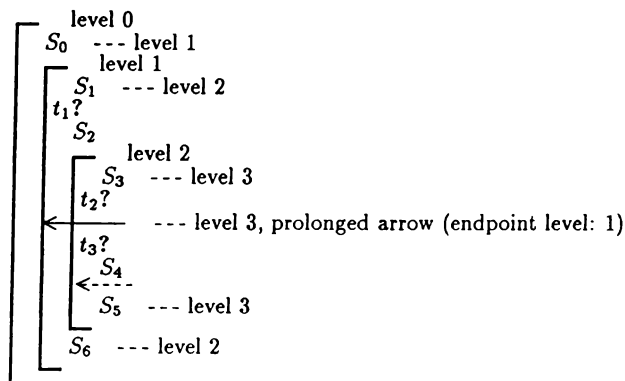 level 0
S0 --- level 1
level 1
S1 --- level 2
t1?
S2
level 2
S3 --- level 3
t2?
--- level 3, prolonged arrow (endpoint level: 1)
t3?
S4
S5 --- level 3
S6 --- level 2